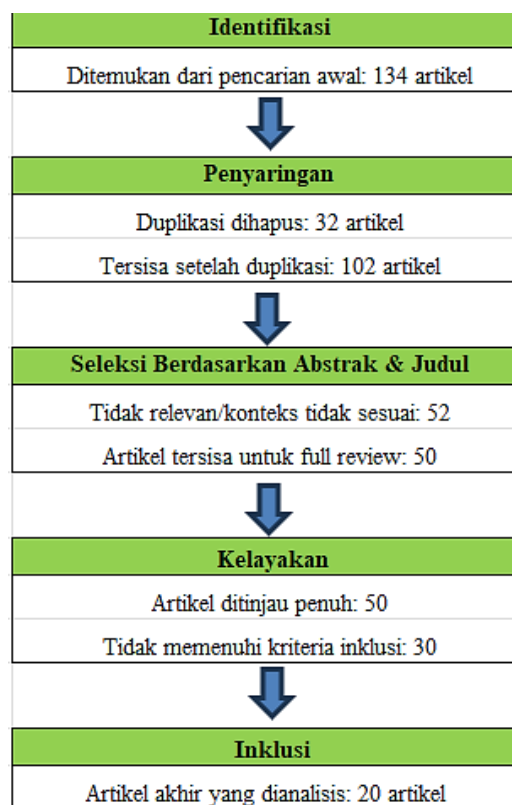 Identifikasi
Ditemukan dari pencarian awal: 134 artikel
Penyaringan
Duplikasi dihapus: 32 artikel
Tersisa setelah duplikasi: 102 artikel
Seleksi Berdasarkan Abstrak & Judul
Tidak relevan/konteks tidak sesuai: 52
Artikel tersisa untuk full review: 50
Kelayakan
Artikel ditinjau penuh: 50
Tidak memenuhi kriteria inklusi: 30
Inklusi
Artikel akhir yang dianalisis: 20 artikel